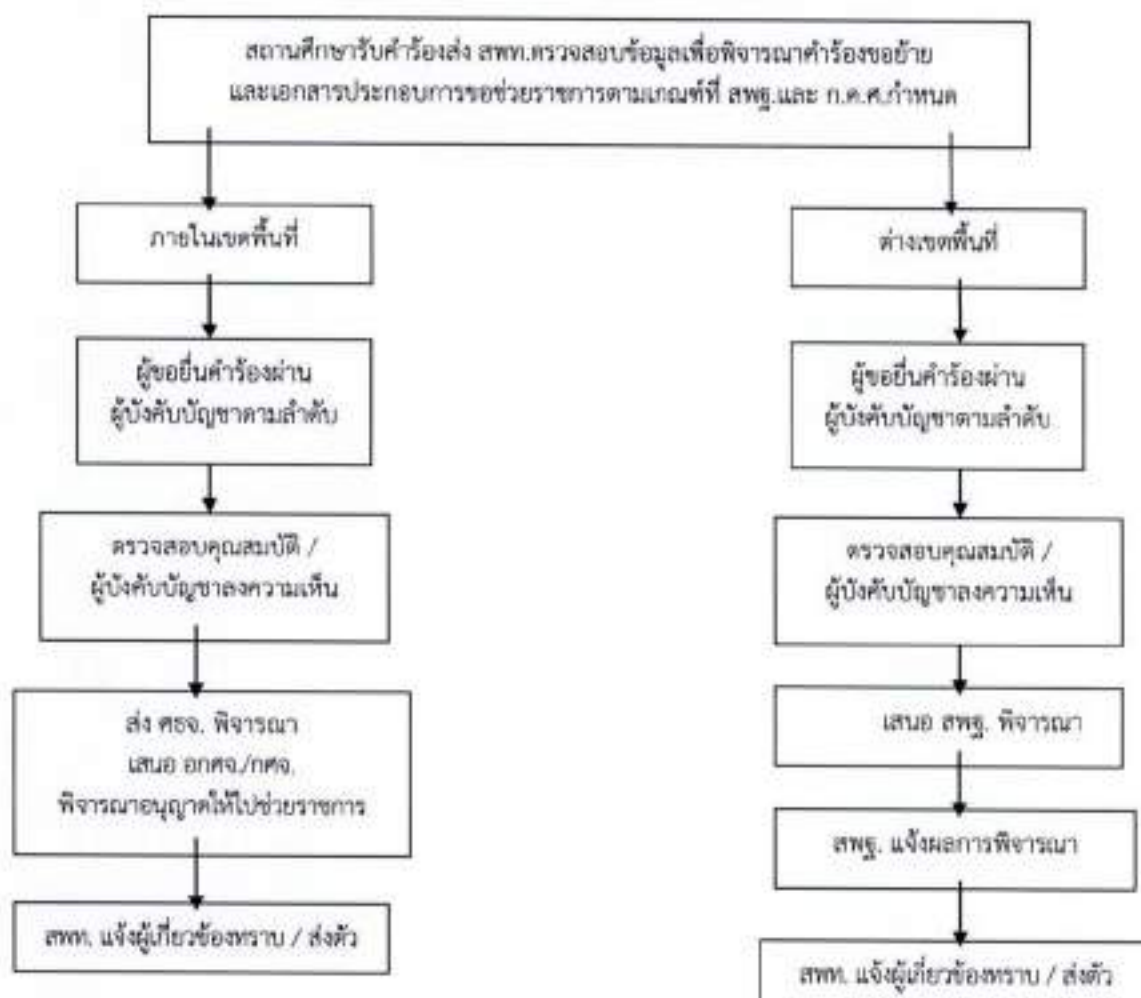 สถานศึกษารับคำร้องส่ง สพท.ตรวจสอบข้อมูลเพื่อพิจารณาคำร้องขอย้าย
และเอกสารประกอบการขอช่วยราชการตามเกณฑ์ที่ สพฐ.และ ก.ค.ศ.กำหนด
ภายในเขตพื้นที่
ผู้ขอยื่นคำร้องผ่าน
ผู้บังคับบัญชาตามลำดับ
ตรวจสอบคุณสมบัติ /
ผู้บังคับบัญชาลงความเห็น
ส่ง ศธจ. พิจารณา
เสนอ อกศจ./กศจ.
พิจารณาอนุญาตให้ไปช่วยราชการ
สพท. แจ้งผู้เกี่ยวข้องทราบ / ส่งตัว
ต่างเขตพื้นที่
ผู้ขอยื่นคำร้องผ่าน
ผู้บังคับบัญชาตามลำดับ
ตรวจสอบคุณสมบัติ /
ผู้บังคับบัญชาลงความเห็น
เสนอ สพฐ. พิจารณา
สพฐ. แจ้งผลการพิจารณา
สพท. แจ้งผู้เกี่ยวข้องทราบ / ส่งตัว